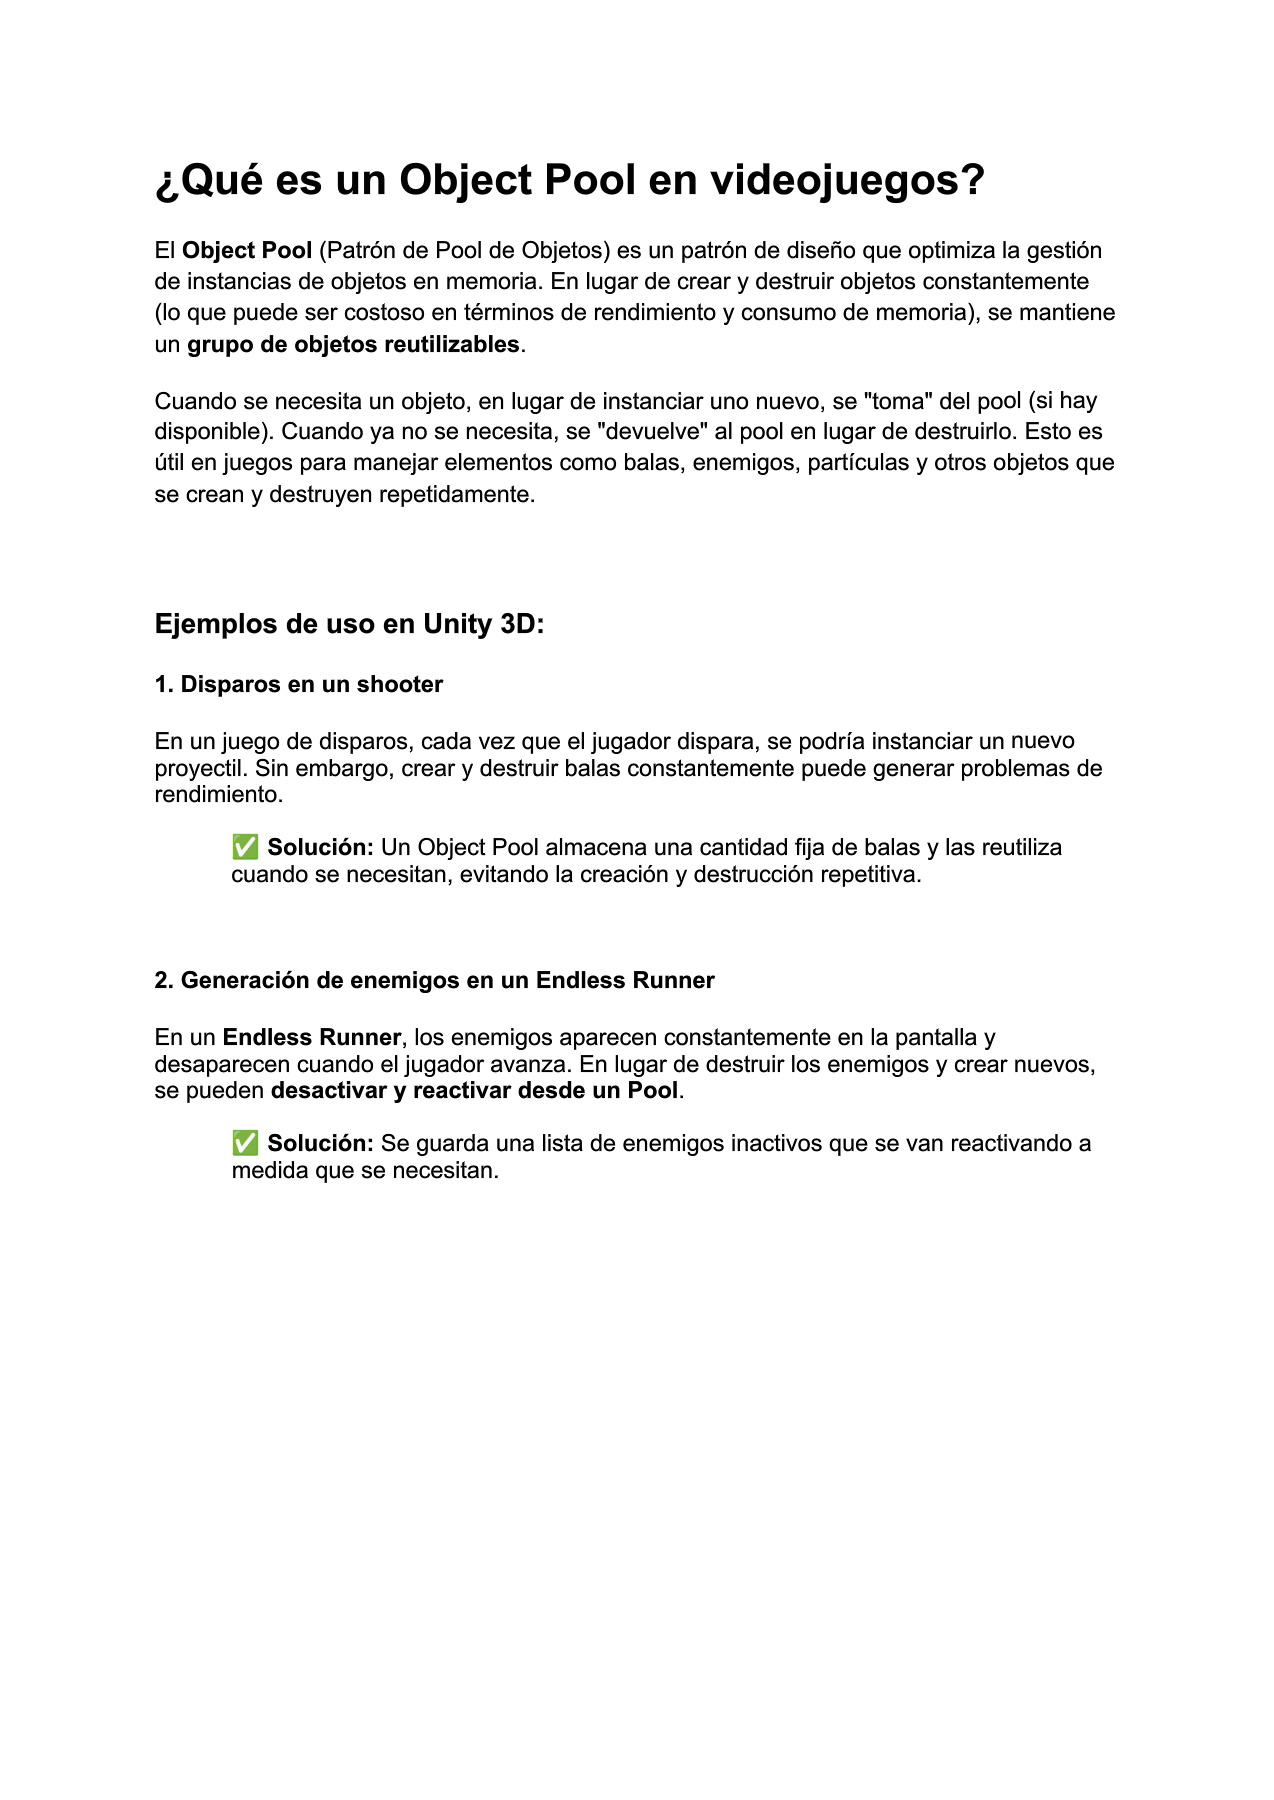 ¿Qué es un Object Pool en videojuegos?
El Object Pool (Patrón de Pool de Objetos) es un patrón de diseño que optimiza la gestión
de instancias de objetos en memoria. En lugar de crear y destruir objetos constantemente
(lo que puede ser costoso en términos de rendimiento y consumo de memoria), se mantiene
un grupo de objetos reutilizables.
Cuando se necesita un objeto, en lugar de instanciar uno nuevo, se "toma" del pool (si hay
disponible). Cuando ya no se necesita, se "devuelve" al pool en lugar de destruirlo. Esto es
útil en juegos para manejar elementos como balas, enemigos, partículas y otros objetos que
se crean y destruyen repetidamente.
Ejemplos de uso en Unity 3D:
1. Disparos en un shooter
En un juego de disparos, cada vez que el jugador dispara, se podría instanciar un nuevo
proyectil. Sin embargo, crear y destruir balas constantemente puede generar problemas de
rendimiento.
✅ Solución: Un Object Pool almacena una cantidad fija de balas y las reutiliza
cuando se necesitan, evitando la creación y destrucción repetitiva.
2. Generación de enemigos en un Endless Runner
En un Endless Runner, los enemigos aparecen constantemente en la pantalla y
desaparecen cuando el jugador avanza. En lugar de destruir los enemigos y crear nuevos,
se pueden desactivar y reactivar desde un Pool.
✅ Solución: Se guarda una lista de enemigos inactivos que se van reactivando a
medida que se necesitan.